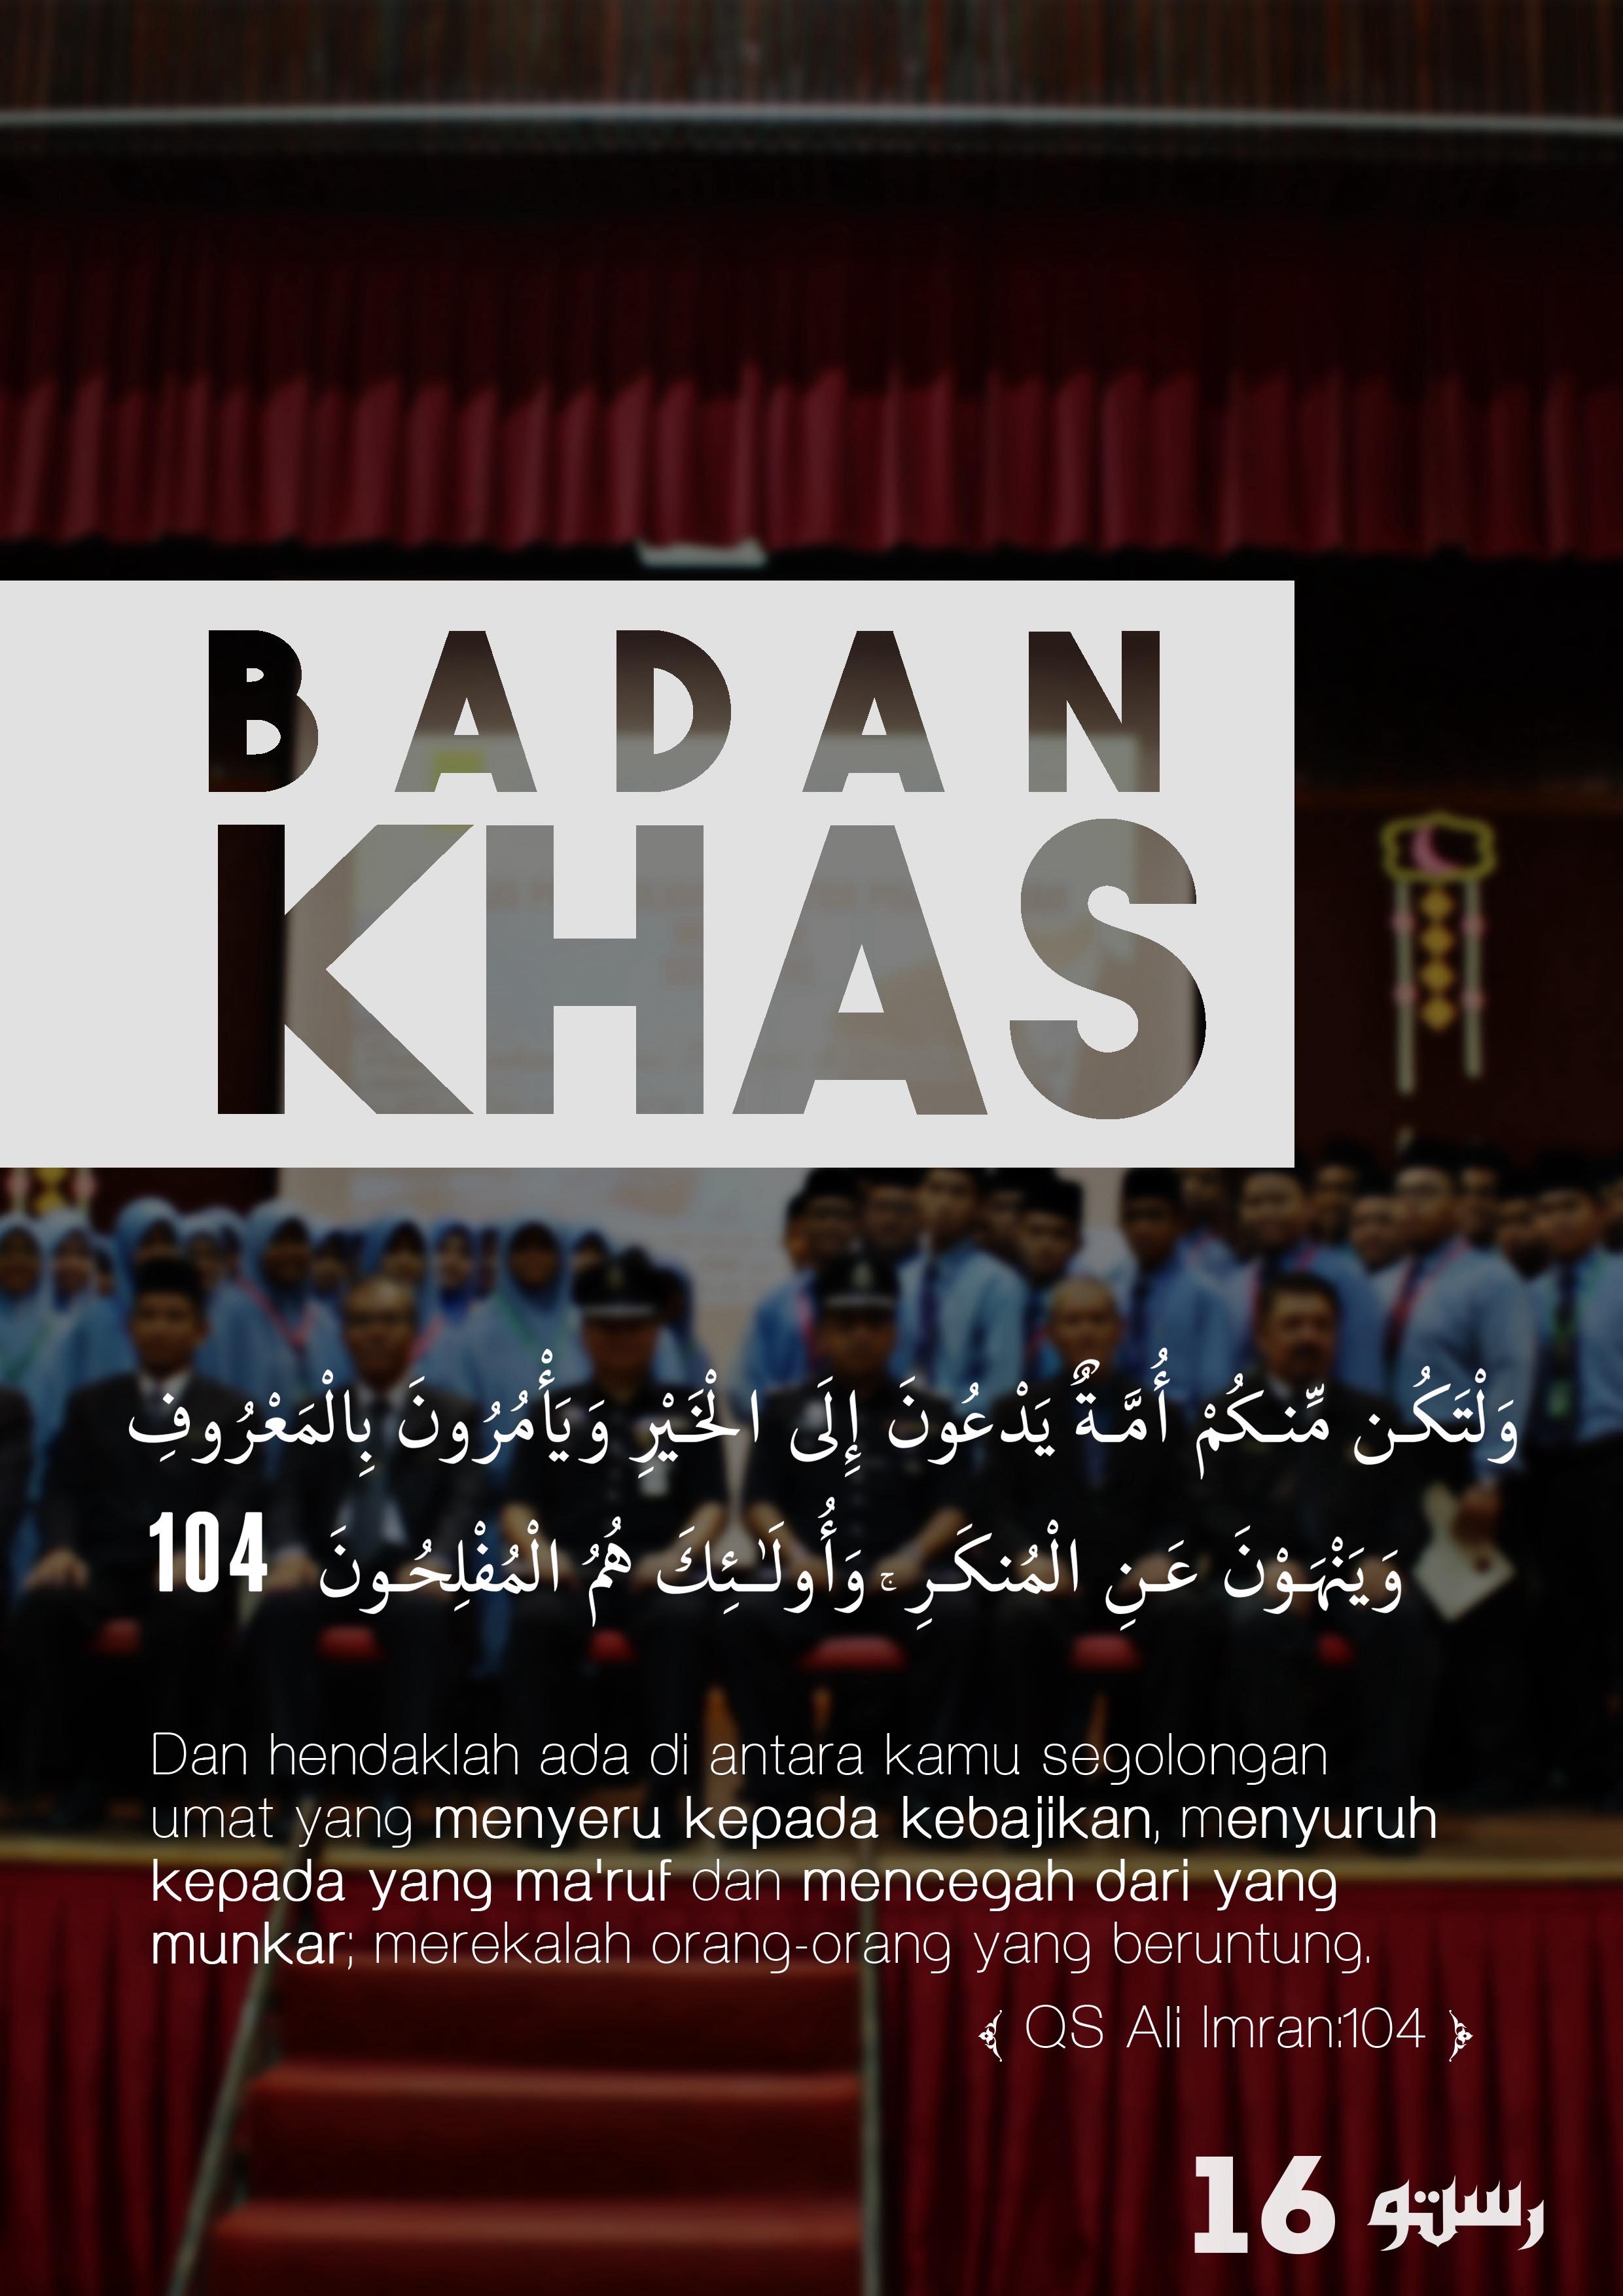 BADAN
KHAS
وَلْتَكُن مِّنكُمْ أُمَّةٌ يَدْعُونَ إِلَى الْخَيْرِ وَيَأْمُرُونَ بِالْمَعْرُوفِ
وَيَنْهَوْنَ عَنِ الْمُنكَرِ ۚ وَأُولَٰئِكَ هُمُ الْمُفْلِحُونَ 104
Dan hendaklah ada di antara kamu segolongan
umat yang menyeru kepada kebajikan, menyuruh
kepada yang ma'ruf dan mencegah dari yang
munkar; merekalah orang-orang yang beruntung.
﴾ QS Ali Imran:104 ﴿
16 رستو